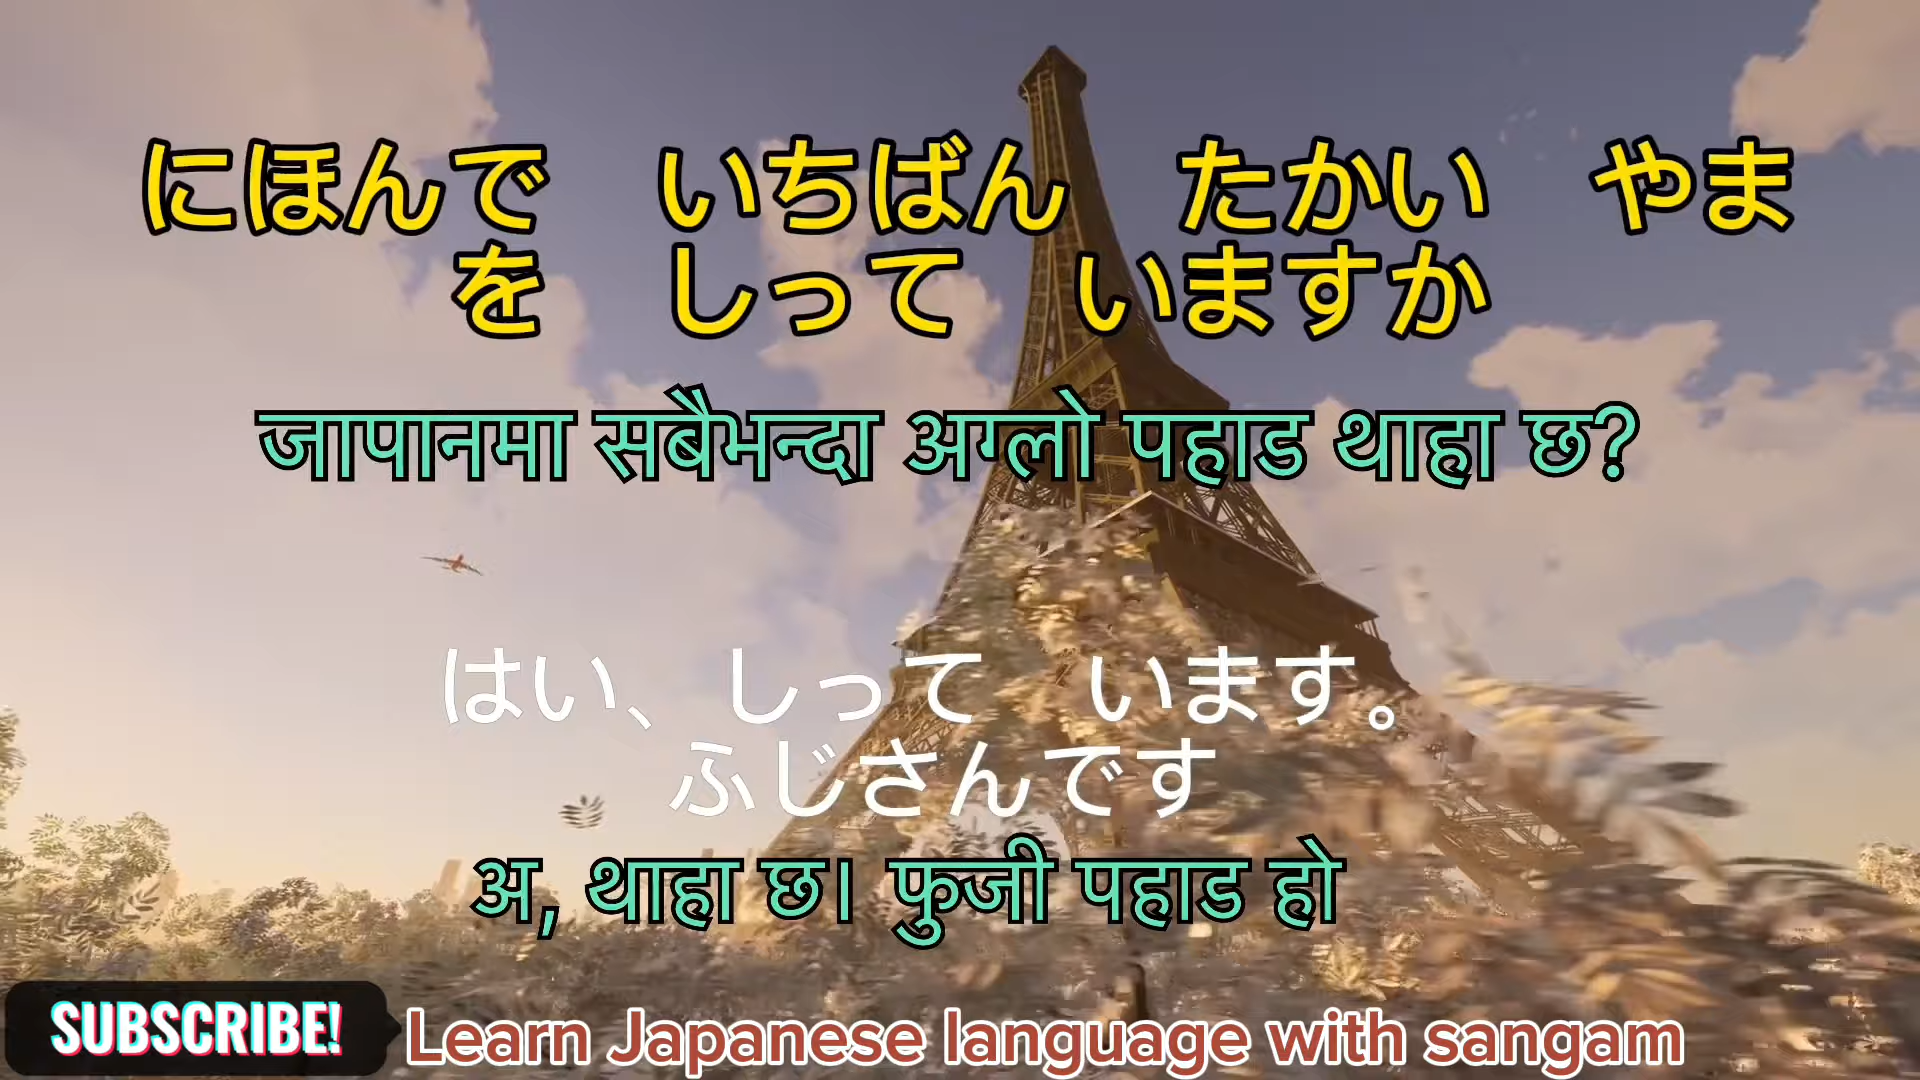 にほんで　いちばん　たかい　やま
を　しって　いますか
जापानमा सबैभन्दा अग्लो पहाड थाहा छ?
はい、しって　います。
ふじさんです
अ, थाहा छ। फुजी पहाड हो
SUBSCRIBE!
Learn Japanese language with sangam